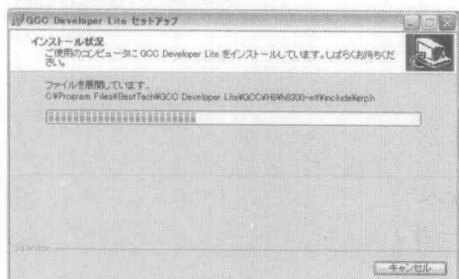 GCC Developer Lite セットアップ
インストール状況
ご使用のコンピュータに GCC Developer Lite をインストールしています。しばらくお待ちくだ
さい。
ファイルを展開しています...
C:¥Program Files¥BestTech¥GCC Developer Lite¥GCC¥H8¥h8300-elf¥include¥grp.h
キャンセル